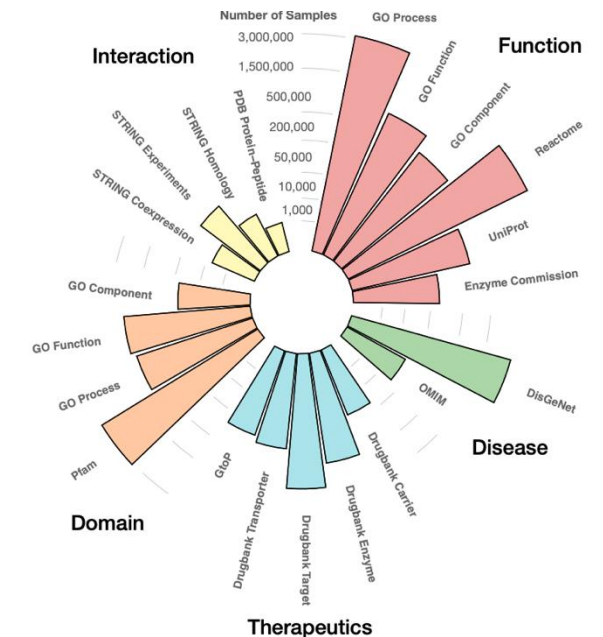 Number of Samples
3,000,000
1,500,000
500,000
200,000
50,000
10,000
1,000
Function
GO Process
GO Function
GO Component
Reactome
UniProt
Enzyme Commission
Disease
DisGeNet
OMIM
Therapeutics
Drugbank Carrier
Drugbank Enzyme
Drugbank Target
Drugbank Transporter
GtoP
Domain
Pfam
GO Process
GO Function
GO Component
Interaction
STRING Coexpression
STRING Experiments
STRING Homology
PDB Protein–Peptide